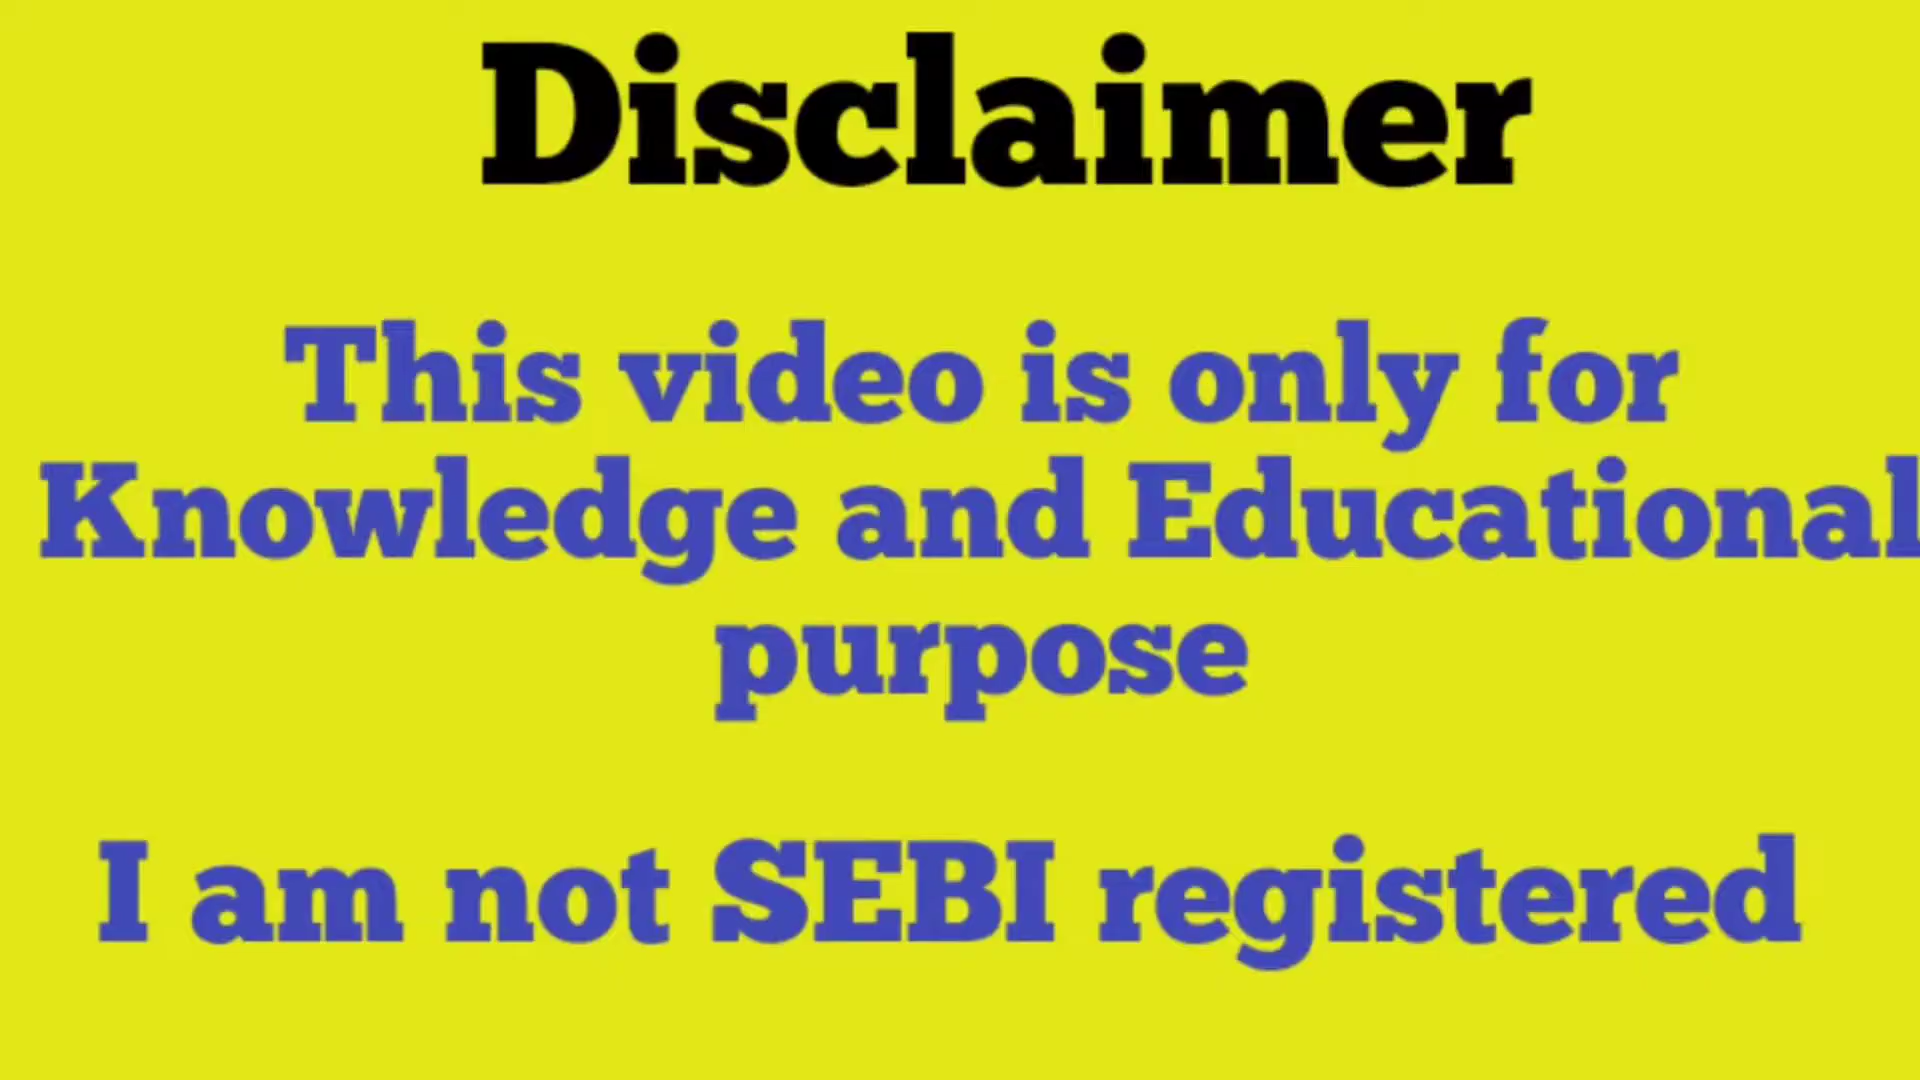 Disclaimer
This video is only for
Knowledge and Educational
purpose
I am not SEBI registered